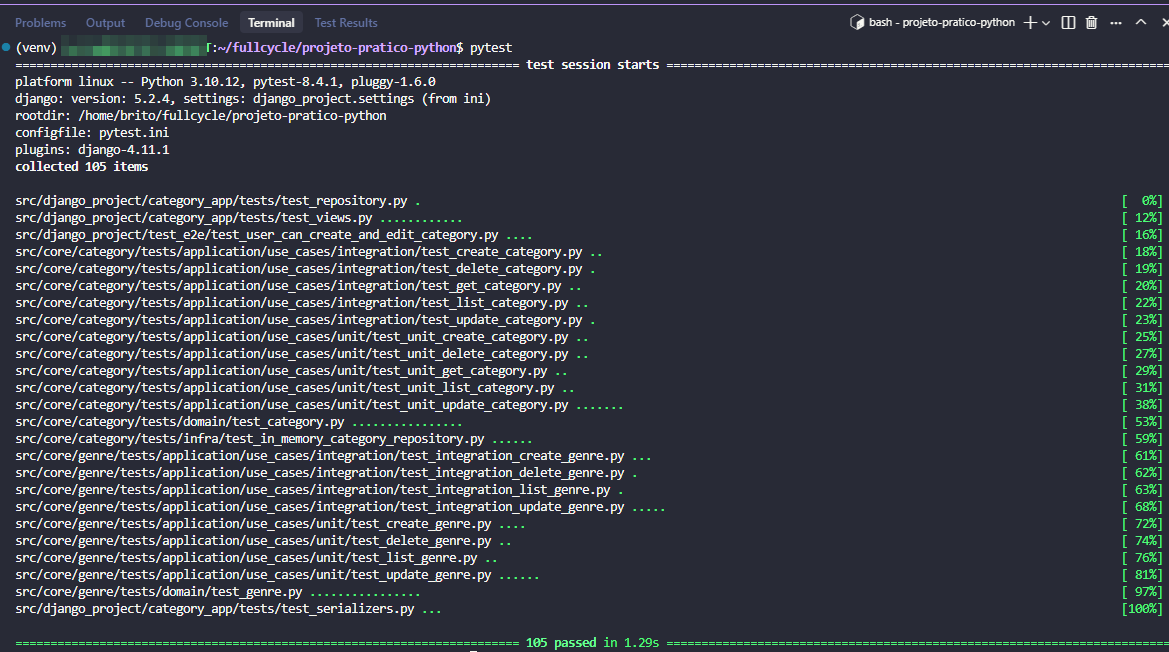 Problems Output Debug Console Terminal Test Results bash - projeto-pratico-python
(venv) :~/fullcycle/projeto-pratico-python$ pytest
======================================================================== test session starts ========================================================================
platform linux -- Python 3.10.12, pytest-8.4.1, pluggy-1.6.0
django: version: 5.2.4, settings: django_project.settings (from ini)
rootdir: /home/brito/fullcycle/projeto-pratico-python
configfile: pytest.ini
plugins: django-4.11.1
collected 105 items
src/django_project/category_app/tests/test_repository.py . [  0%]
src/django_project/category_app/tests/test_views.py ............ [ 12%]
src/django_project/test_e2e/test_user_can_create_and_edit_category.py .... [ 16%]
src/core/category/tests/application/use_cases/integration/test_create_category.py .. [ 18%]
src/core/category/tests/application/use_cases/integration/test_delete_category.py . [ 19%]
src/core/category/tests/application/use_cases/integration/test_get_category.py .. [ 20%]
src/core/category/tests/application/use_cases/integration/test_list_category.py .. [ 22%]
src/core/category/tests/application/use_cases/integration/test_update_category.py . [ 23%]
src/core/category/tests/application/use_cases/unit/test_unit_create_category.py .. [ 25%]
src/core/category/tests/application/use_cases/unit/test_unit_delete_category.py .. [ 27%]
src/core/category/tests/application/use_cases/unit/test_unit_get_category.py .. [ 29%]
src/core/category/tests/application/use_cases/unit/test_unit_list_category.py .. [ 31%]
src/core/category/tests/application/use_cases/unit/test_unit_update_category.py ....... [ 38%]
src/core/category/tests/domain/test_category.py ................ [ 53%]
src/core/category/tests/infra/test_in_memory_category_repository.py ...... [ 59%]
src/core/genre/tests/application/use_cases/integration/test_integration_create_genre.py ... [ 61%]
src/core/genre/tests/application/use_cases/integration/test_integration_delete_genre.py . [ 62%]
src/core/genre/tests/application/use_cases/integration/test_integration_list_genre.py . [ 63%]
src/core/genre/tests/application/use_cases/integration/test_integration_update_genre.py ..... [ 68%]
src/core/genre/tests/application/use_cases/unit/test_create_genre.py .... [ 72%]
src/core/genre/tests/application/use_cases/unit/test_delete_genre.py .. [ 74%]
src/core/genre/tests/application/use_cases/unit/test_list_genre.py .. [ 76%]
src/core/genre/tests/application/use_cases/unit/test_update_genre.py ...... [ 81%]
src/core/genre/tests/domain/test_genre.py ................ [ 97%]
src/django_project/category_app/tests/test_serializers.py ... [100%]
======================================================================== 105 passed in 1.29s ========================================================================